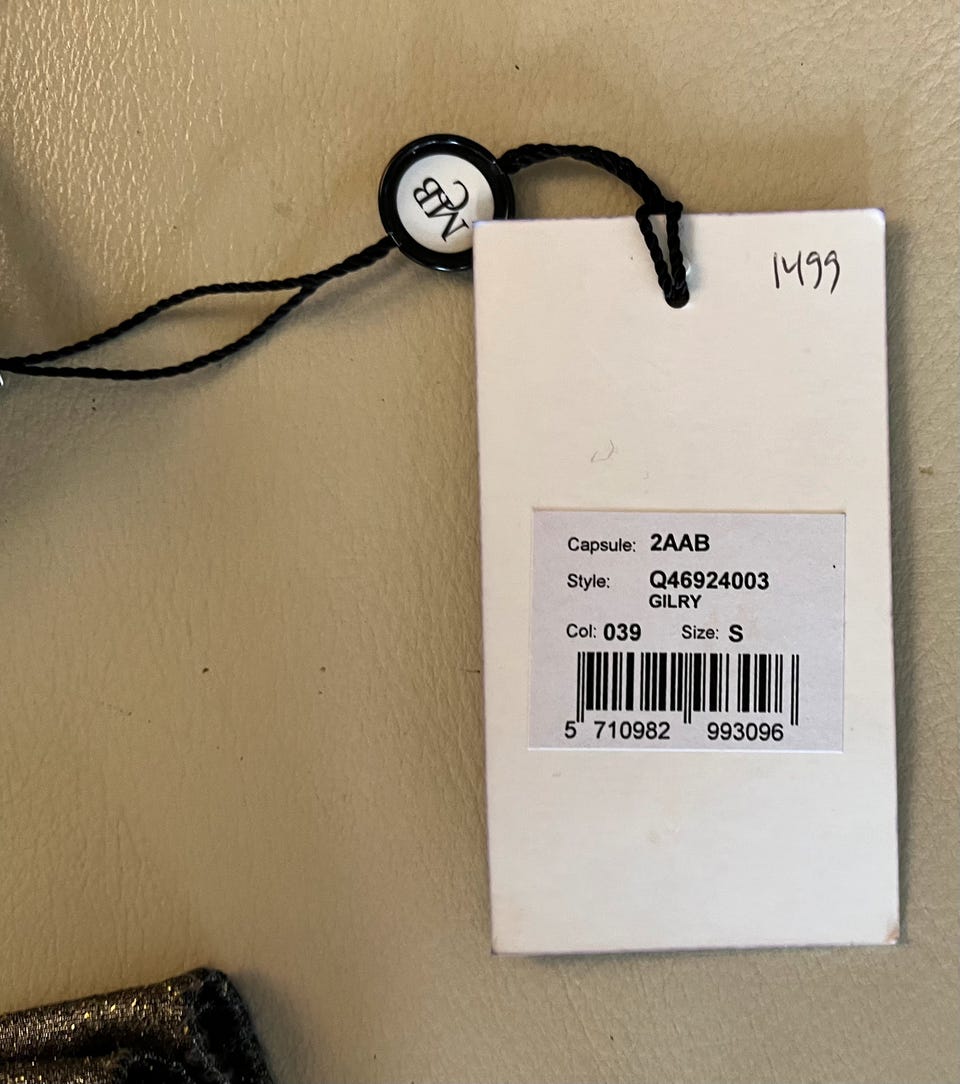 MBC
1499
Capsule: 2AAB
Style: Q46924003
GILRY
Col: 039 Size: S
5 710982 993096